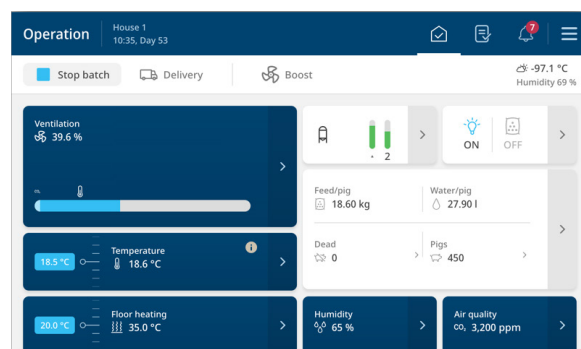 Operation
House 1
10:35, Day 53
7
Stop batch
Delivery
Boost
-97.1 °C
Humidity 69 %
Ventilation
39.6 %
2
ON
OFF
Feed/pig
18.60 kg
Water/pig
27.90 l
Dead
0
Pigs
450
18.5 °C
Temperature
18.6 °C
i
20.0 °C
Floor heating
35.0 °C
Humidity
65 %
Air quality
CO₂ 3,200 ppm